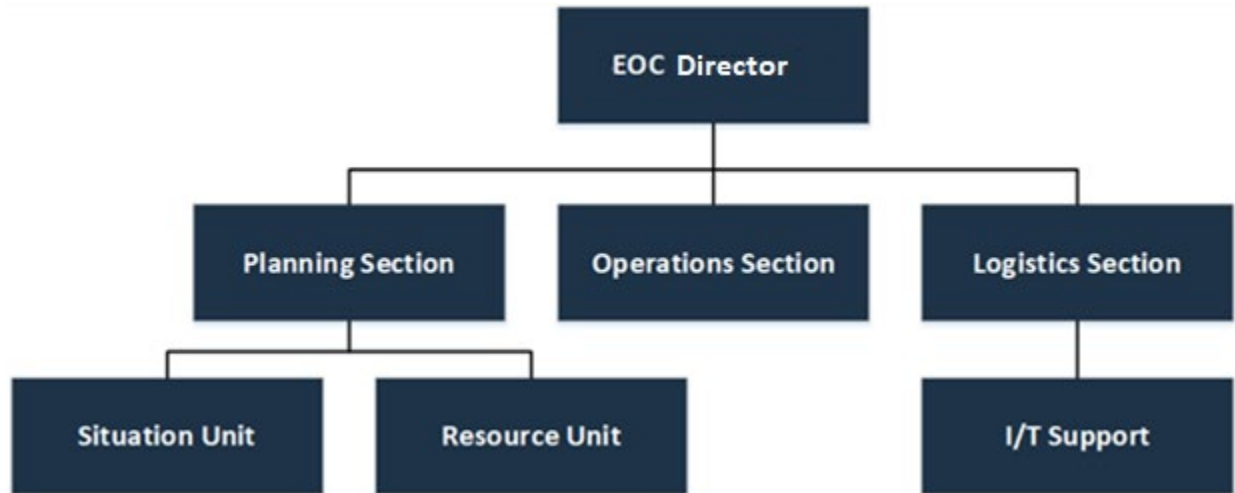 EOC Director
Planning Section
Operations Section
Logistics Section
Situation Unit
Resource Unit
I/T Support